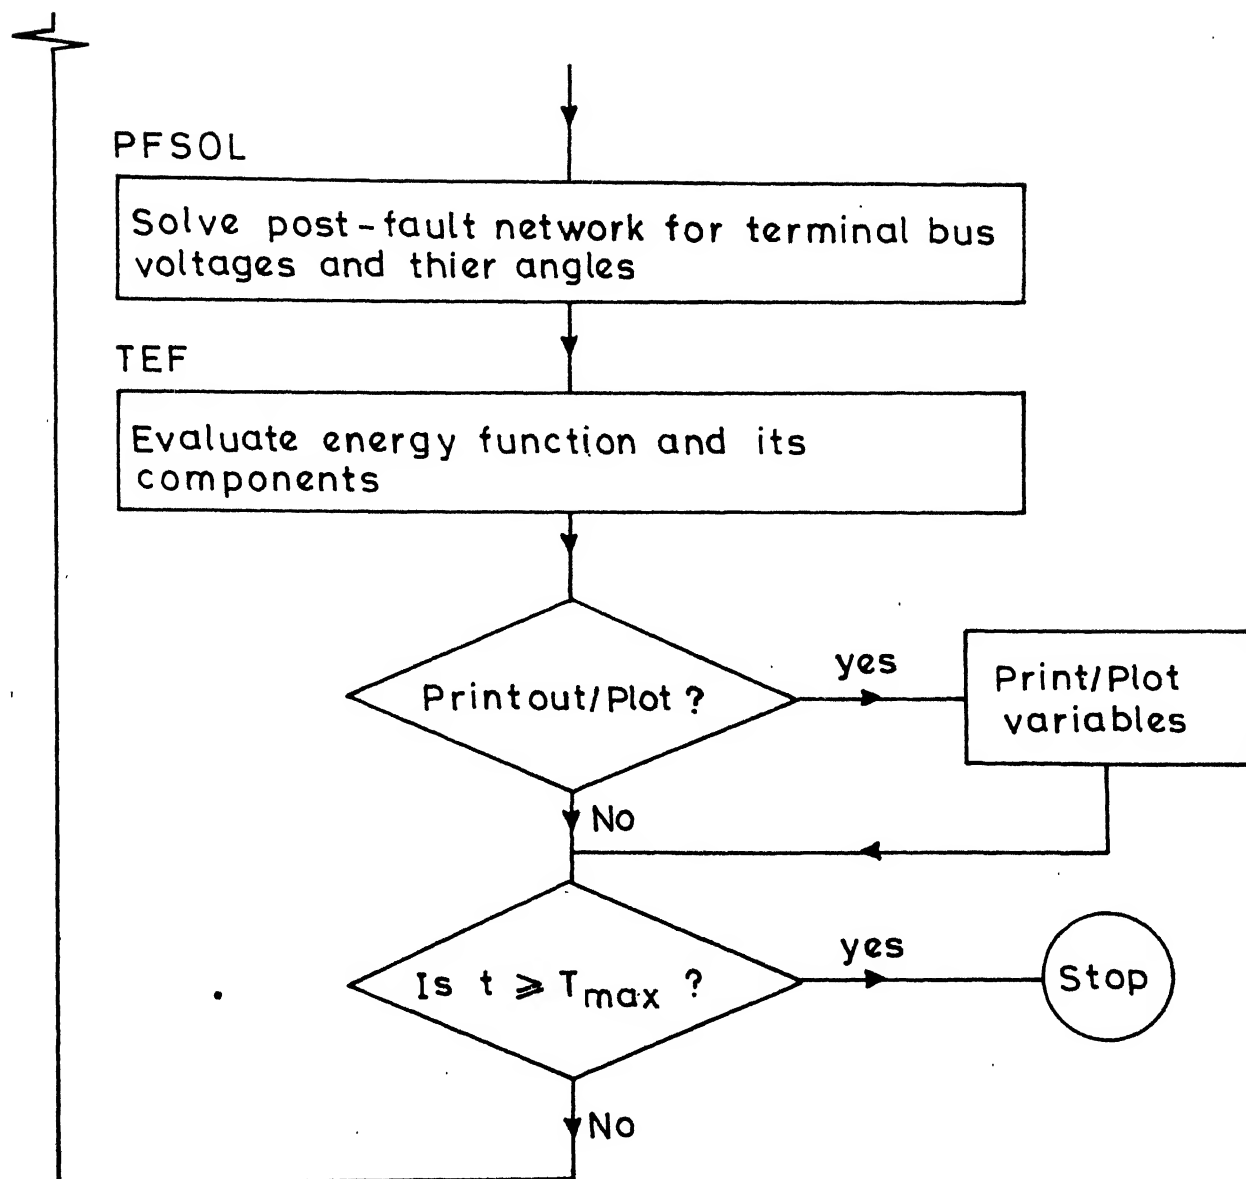 PFSOL
Solve post-fault network for terminal bus
voltages and thier angles
TEF
Evaluate energy function and its
components
Printout/Plot ?
yes
Print/Plot
variables
No
Is t ⩾ Tmax ?
yes
Stop
No